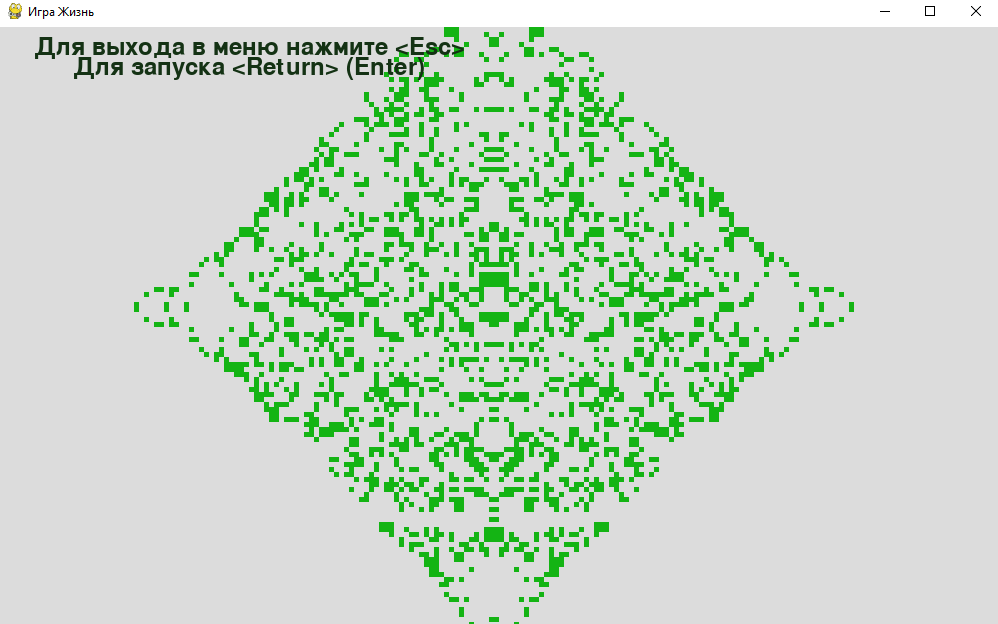 Игра Жизнь
Для выхода в меню нажмите <Esc>
Для запуска <Return> (Enter)